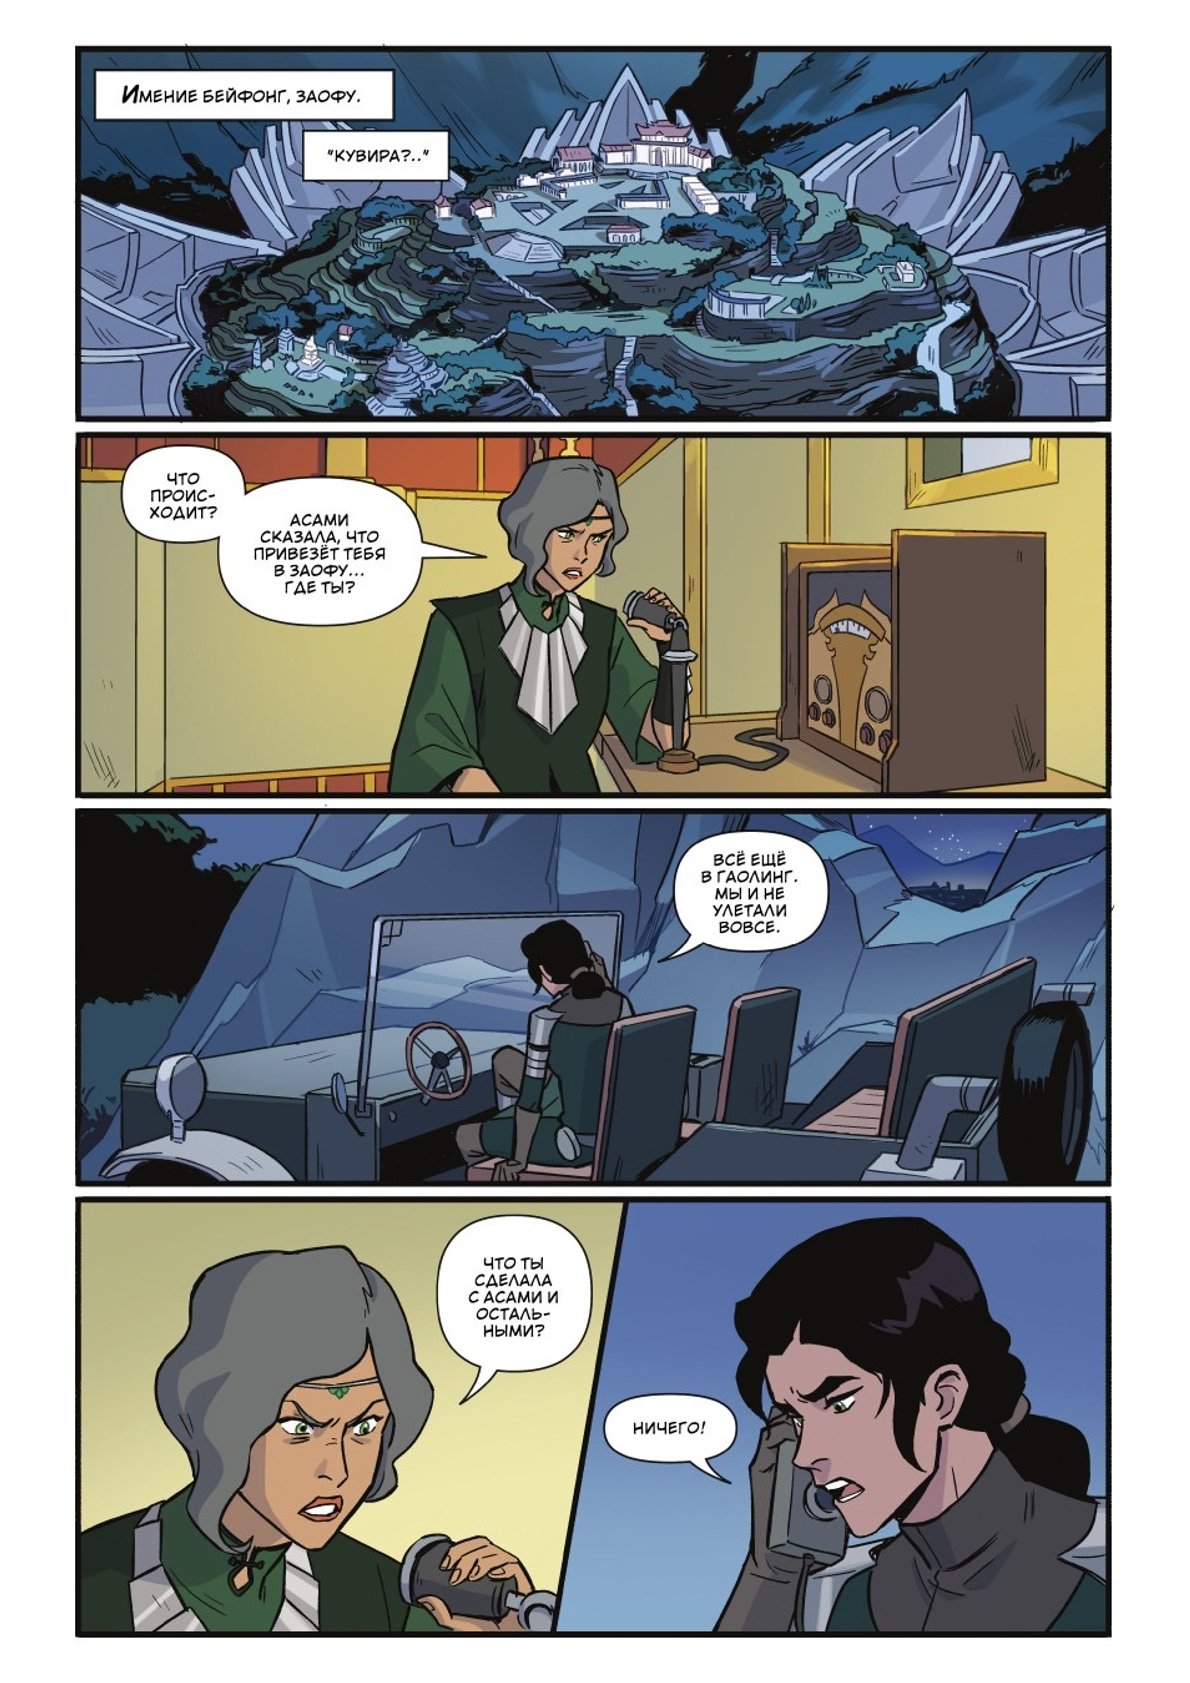 Имение Бейфонг, Заофу.
"Кувира?.."
Что
проис-
ходит?
Асами
сказала, что
привезёт тебя
в Заофу...
Где ты?
Всё ещё
в Гаолинг.
Мы и не
улетали
вовсе.
Что ты
сделала
с Асами и
осталь-
ными?
Ничего!